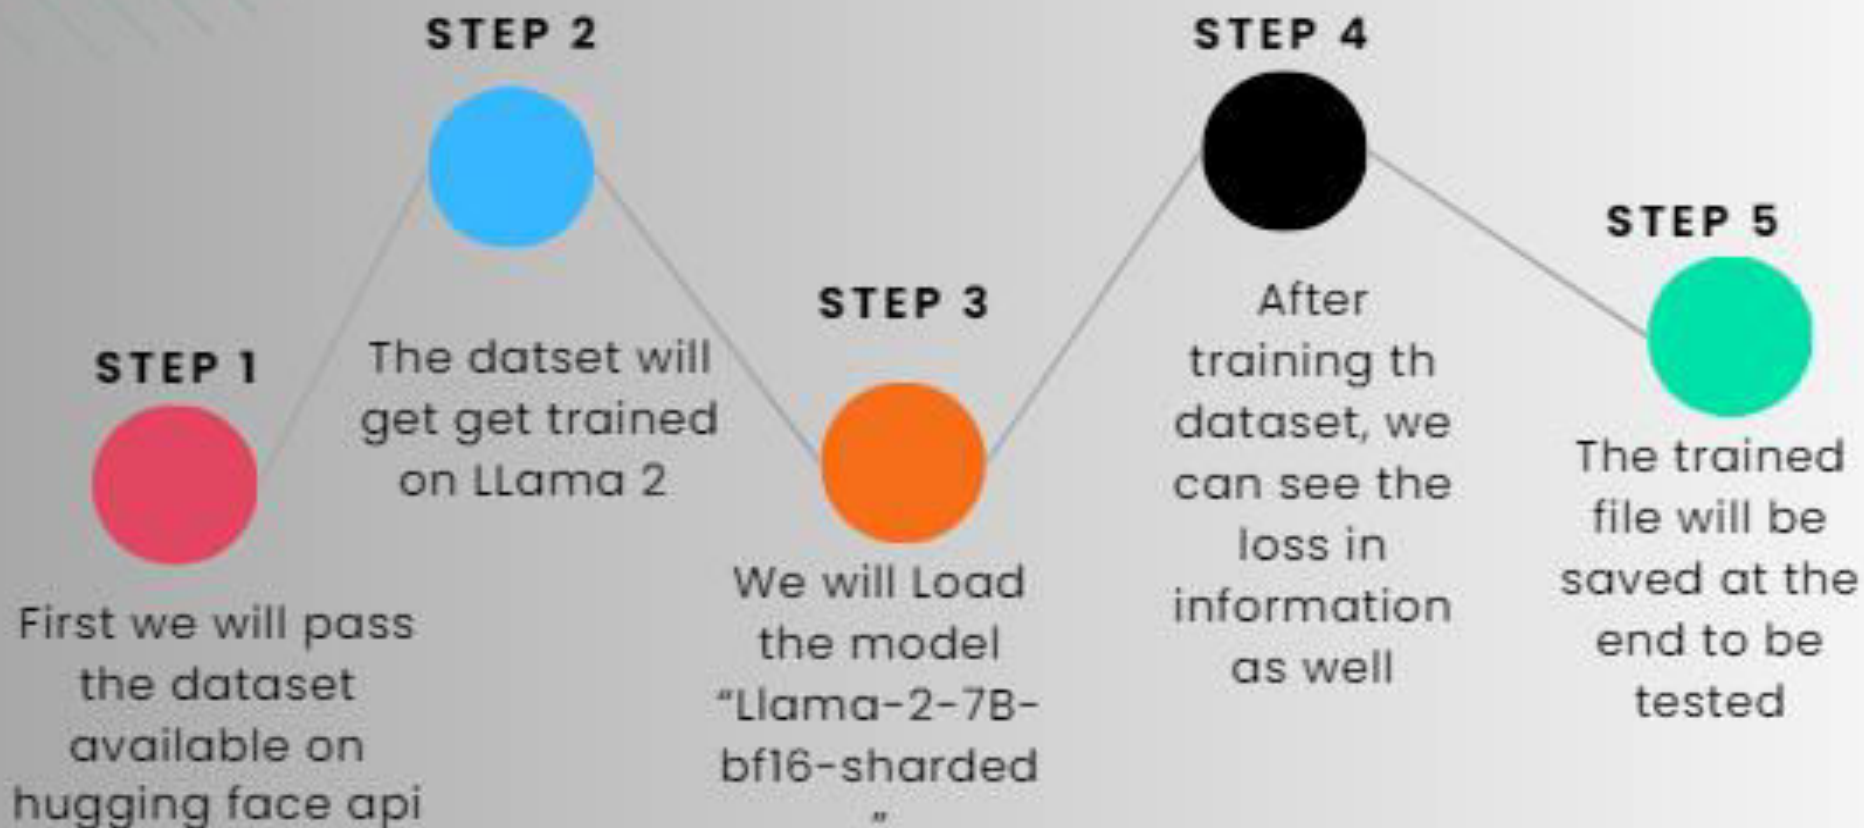 STEP 1
First we will pass
the dataset
available on
hugging face api
STEP 2
The datset will
get get trained
on LLama 2
STEP 3
We will Load
the model
“Llama-2-7B-
bf16-sharded
”
STEP 4
After
training th
dataset, we
can see the
loss in
information
as well
STEP 5
The trained
file will be
saved at the
end to be
tested